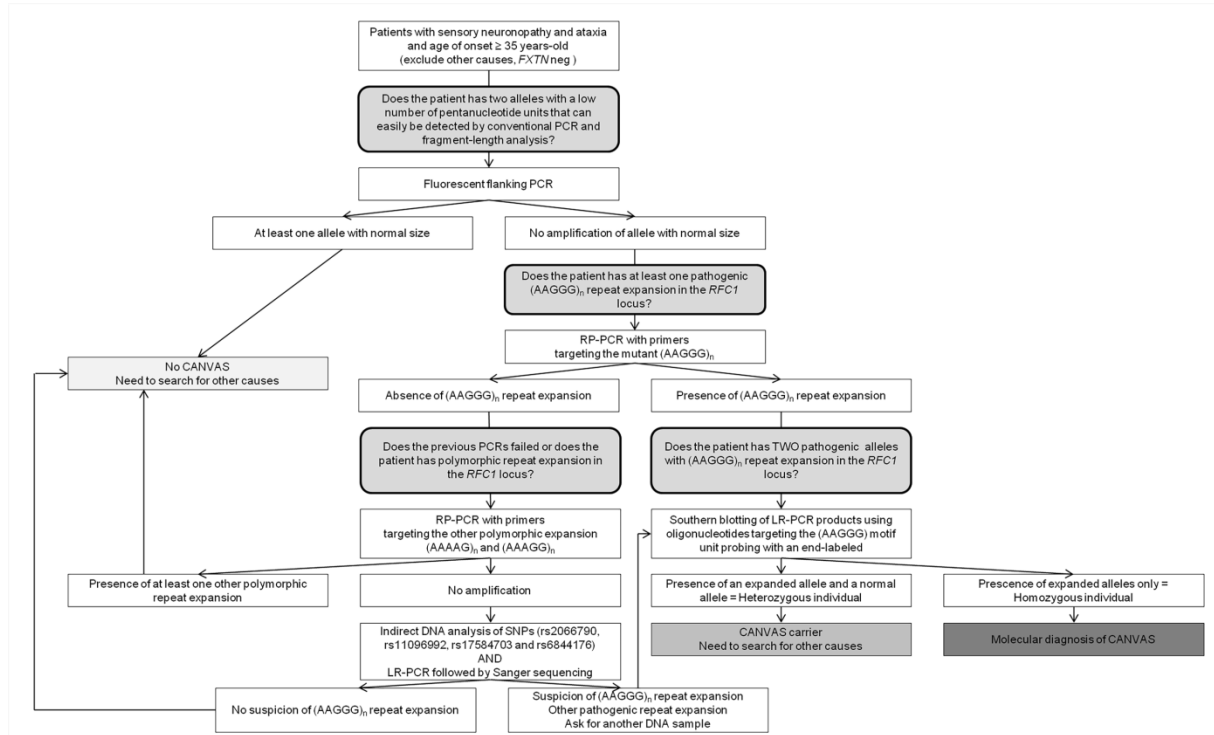 Patients with sensory neuronopathy and ataxia
and age of onset ≥ 35 years-old
(exclude other causes, FXTN neg )
Does the patient has two alleles with a low
number of pentanucleotide units that can
easily be detected by conventional PCR and
fragment-length analysis?
Fluorescent flanking PCR
At least one allele with normal size
No amplification of allele with normal size
Does the patient has at least one pathogenic
(AAGGG)n repeat expansion in the RFC1
locus?
RP-PCR with primers
targeting the mutant (AAGGG)n
No CANVAS
Need to search for other causes
Absence of (AAGGG)n repeat expansion
Presence of (AAGGG)n repeat expansion
Does the previous PCRs failed or does the
patient has polymorphic repeat expansion in
the RFC1 locus?
Does the patient has TWO pathogenic alleles
with (AAGGG)n repeat expansion in the RFC1
locus?
RP-PCR with primers
targeting the other polymorphic expansion
(AAAAG)n and (AAAGG)n
Southern blotting of LR-PCR products using
oligonucleotides targeting the (AAGGG) motif
unit probing with an end-labeled
Presence of at least one other polymorphic
repeat expansion
No amplification
Presence of an expanded allele and a normal
allele = Heterozygous individual
Prescence of expanded alleles only =
Homozygous individual
Indirect DNA analysis of SNPs (rs2066790,
rs11096992, rs17584703 and rs6844176)
AND
LR-PCR followed by Sanger sequencing
CANVAS carrier
Need to search for other causes
Molecular diagnosis of CANVAS
No suspicion of (AAGGG)n repeat expansion
Suspicion of (AAGGG)n repeat expansion
Other pathogenic repeat expansion
Ask for another DNA sample